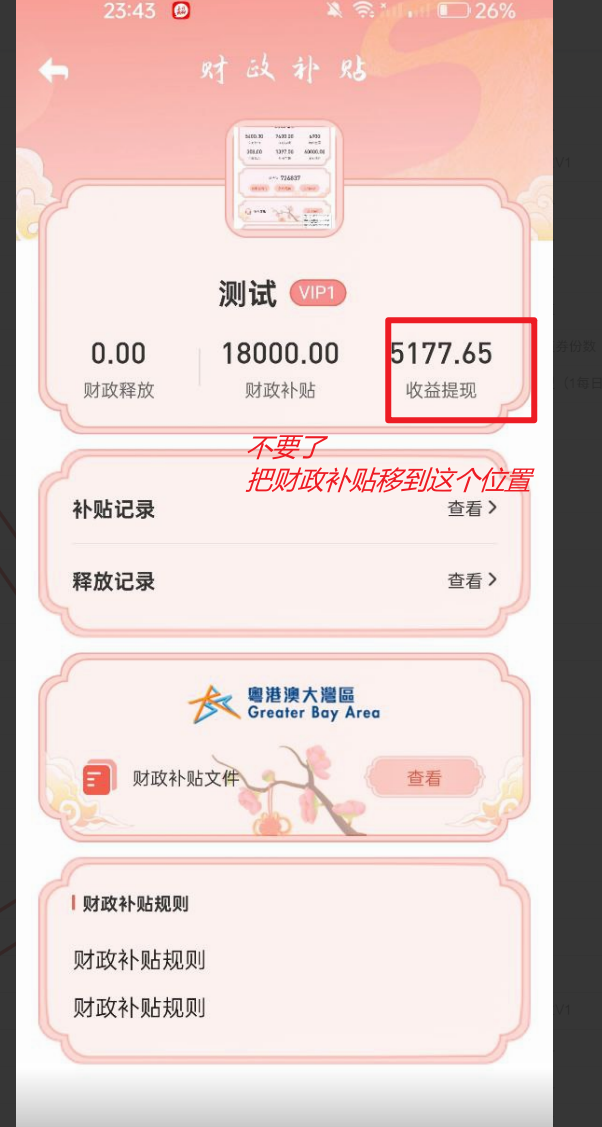 23:43 26%
财政补贴
726837
测试 VIP1
0.00 18000.00 5177.65
财政释放 财政补贴 收益提现
不要了
把财政补贴移到这个位置
补贴记录 查看
释放记录 查看
粵港澳大灣區
Greater Bay Area
财政补贴文件 查看
财政补贴规则
财政补贴规则
财政补贴规则